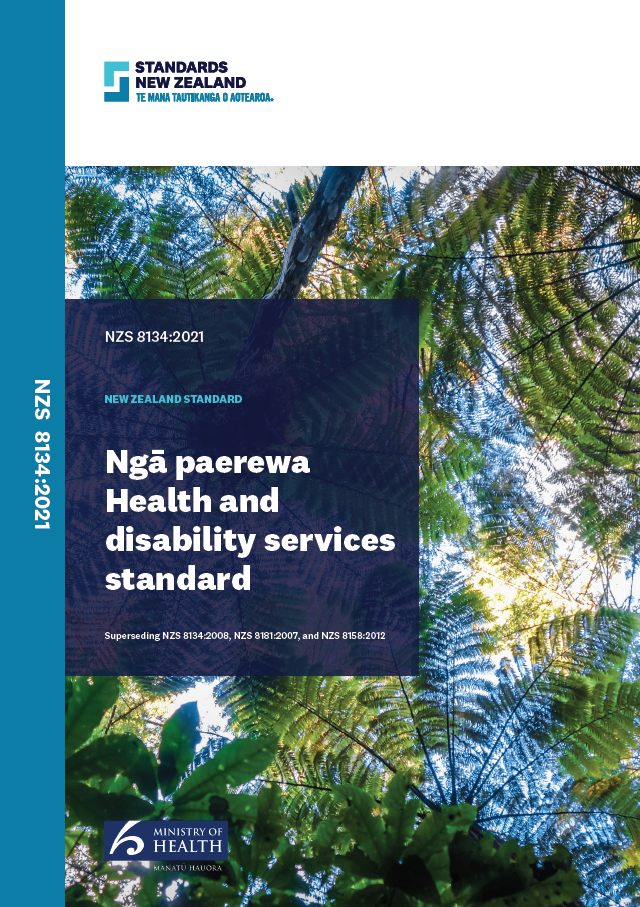 STANDARDS
NEW ZEALAND
TE MANA TAUTIKANGA O AOTEAROA.
NZS 8134:2021
NZS 8134:2021
NEW ZEALAND STANDARD
Ngā paerewa
Health and
disability services
standard
Superseding NZS 8134:2008, NZS 8181:2007, and NZS 8158:2012
MINISTRY OF
HEALTH
MANATŪ HAUORA